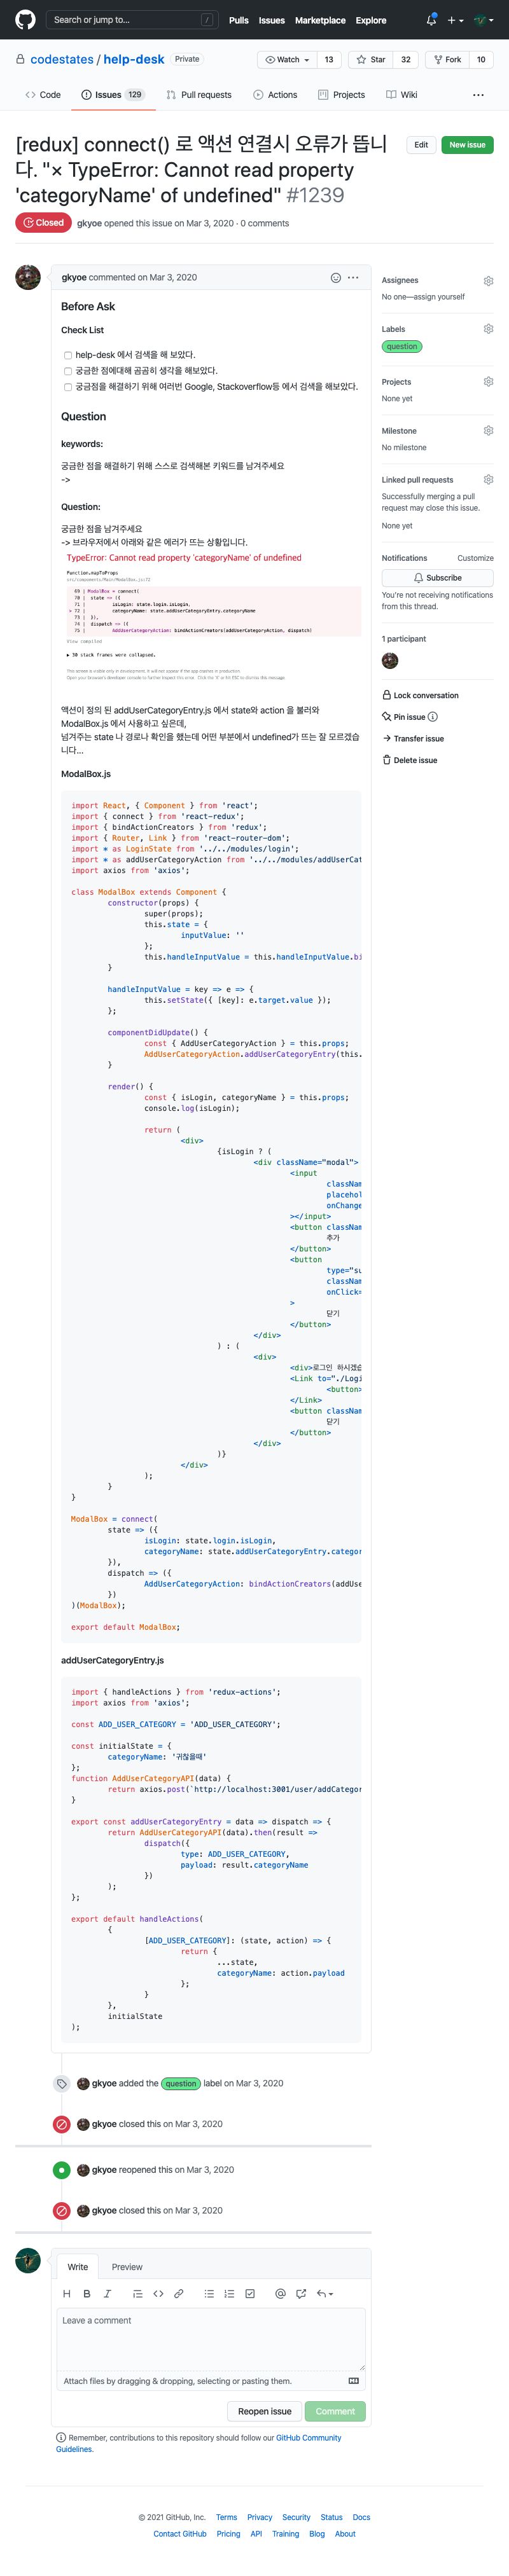 Search or jump to... /
Pulls Issues Marketplace Explore
codestates / help-desk Private
Watch 13 Star 32 Fork 10
Code Issues 129 Pull requests Actions Projects Wiki ...
[redux] connect() 로 액션 연결시 오류가 뜹니
다. "× TypeError: Cannot read property
'categoryName' of undefined" #1239
Edit New issue
Closed gkyoe opened this issue on Mar 3, 2020 · 0 comments
gkyoe commented on Mar 3, 2020
Before Ask
Check List
help-desk 에서 검색을 해 보았다.
궁금한 점에대해 곰곰히 생각을 해보았다.
궁금점을 해결하기 위해 여러번 Google, Stackoverflow등 에서 검색을 해보았다.
Question
keywords:
궁금한 점을 해결하기 위해 스스로 검색해본 키워드를 남겨주세요
->
Question:
궁금한 점을 남겨주세요
-> 브라우저에서 아래와 같은 에러가 뜨는 상황입니다.
TypeError: Cannot read property 'categoryName' of undefined
Function.mapToProps
src/components/Main/ModalBox.js:72
69 | ModalBox = connect(
70 | state => ({
71 | isLogin: state.login.isLogin,
> 72 | categoryName: state.addUserCategoryEntry.categoryName
73 | }),
74 | dispatch => ({
75 | AddUserCategoryAction: bindActionCreators(addUserCategoryAction, dispatch)
View compiled
▶ 30 stack frames were collapsed.
This screen is visible only in development. It will not appear if the app crashes in production.
Open your browser's developer console to further inspect this error. Click the 'X' or hit ESC to dismiss this message.
액션이 정의 된 addUserCategoryEntry.js 에서 state와 action 을 불러와
ModalBox.js 에서 사용하고 싶은데,
넘겨주는 state 나 경로나 확인을 했는데 어떤 부분에서 undefined가 뜨는 잘 모르겠습
니다...
ModalBox.js
import React, { Component } from 'react';
import { connect } from 'react-redux';
import { bindActionCreators } from 'redux';
import { Router, Link } from 'react-router-dom';
import * as LoginState from '../../modules/login';
import * as addUserCategoryAction from '../../modules/addUserCat
import axios from 'axios';
class ModalBox extends Component {
constructor(props) {
super(props);
this.state = {
inputValue: ''
};
this.handleInputValue = this.handleInputValue.bi
}
handleInputValue = key => e => {
this.setState({ [key]: e.target.value });
};
componentDidUpdate() {
const { AddUserCategoryAction } = this.props;
AddUserCategoryAction.addUserCategoryEntry(this.
}
render() {
const { isLogin, categoryName } = this.props;
console.log(isLogin);
return (
<div>
{isLogin ? (
<div className="modal">
<input
classNam
placehol
onChange
></input>
<button classNam
추가
</button>
<button
type="su
classNam
onClick=
>
닫기
</button>
</div>
) : (
<div>
<div>로그인 하시겠습
<Link to="./Logi
<button>
</Link>
<button classNam
닫기
</button>
</div>
)}
</div>
);
}
}
ModalBox = connect(
state => ({
isLogin: state.login.isLogin,
categoryName: state.addUserCategoryEntry.categor
}),
dispatch => ({
AddUserCategoryAction: bindActionCreators(addUse
})
)(ModalBox);
export default ModalBox;
addUserCategoryEntry.js
import { handleActions } from 'redux-actions';
import axios from 'axios';
const ADD_USER_CATEGORY = 'ADD_USER_CATEGORY';
const initialState = {
categoryName: '귀찮을때'
};
function AddUserCategoryAPI(data) {
return axios.post(`http://localhost:3001/user/addCategor
}
export const addUserCategoryEntry = data => dispatch => {
return AddUserCategoryAPI(data).then(result =>
dispatch({
type: ADD_USER_CATEGORY,
payload: result.categoryName
})
);
};
export default handleActions(
{
[ADD_USER_CATEGORY]: (state, action) => {
return {
...state,
categoryName: action.payload
};
}
},
initialState
);
gkyoe added the question label on Mar 3, 2020
gkyoe closed this on Mar 3, 2020
gkyoe reopened this on Mar 3, 2020
gkyoe closed this on Mar 3, 2020
Write Preview
Leave a comment
Attach files by dragging & dropping, selecting or pasting them.
Reopen issue Comment
Remember, contributions to this repository should follow our GitHub Community
Guidelines.
Assignees
No one—assign yourself
Labels
question
Projects
None yet
Milestone
No milestone
Linked pull requests
Successfully merging a pull
request may close this issue.
None yet
Notifications Customize
Subscribe
You're not receiving notifications
from this thread.
1 participant
Lock conversation
Pin issue
Transfer issue
Delete issue
© 2021 GitHub, Inc. Terms Privacy Security Status Docs
Contact GitHub Pricing API Training Blog About